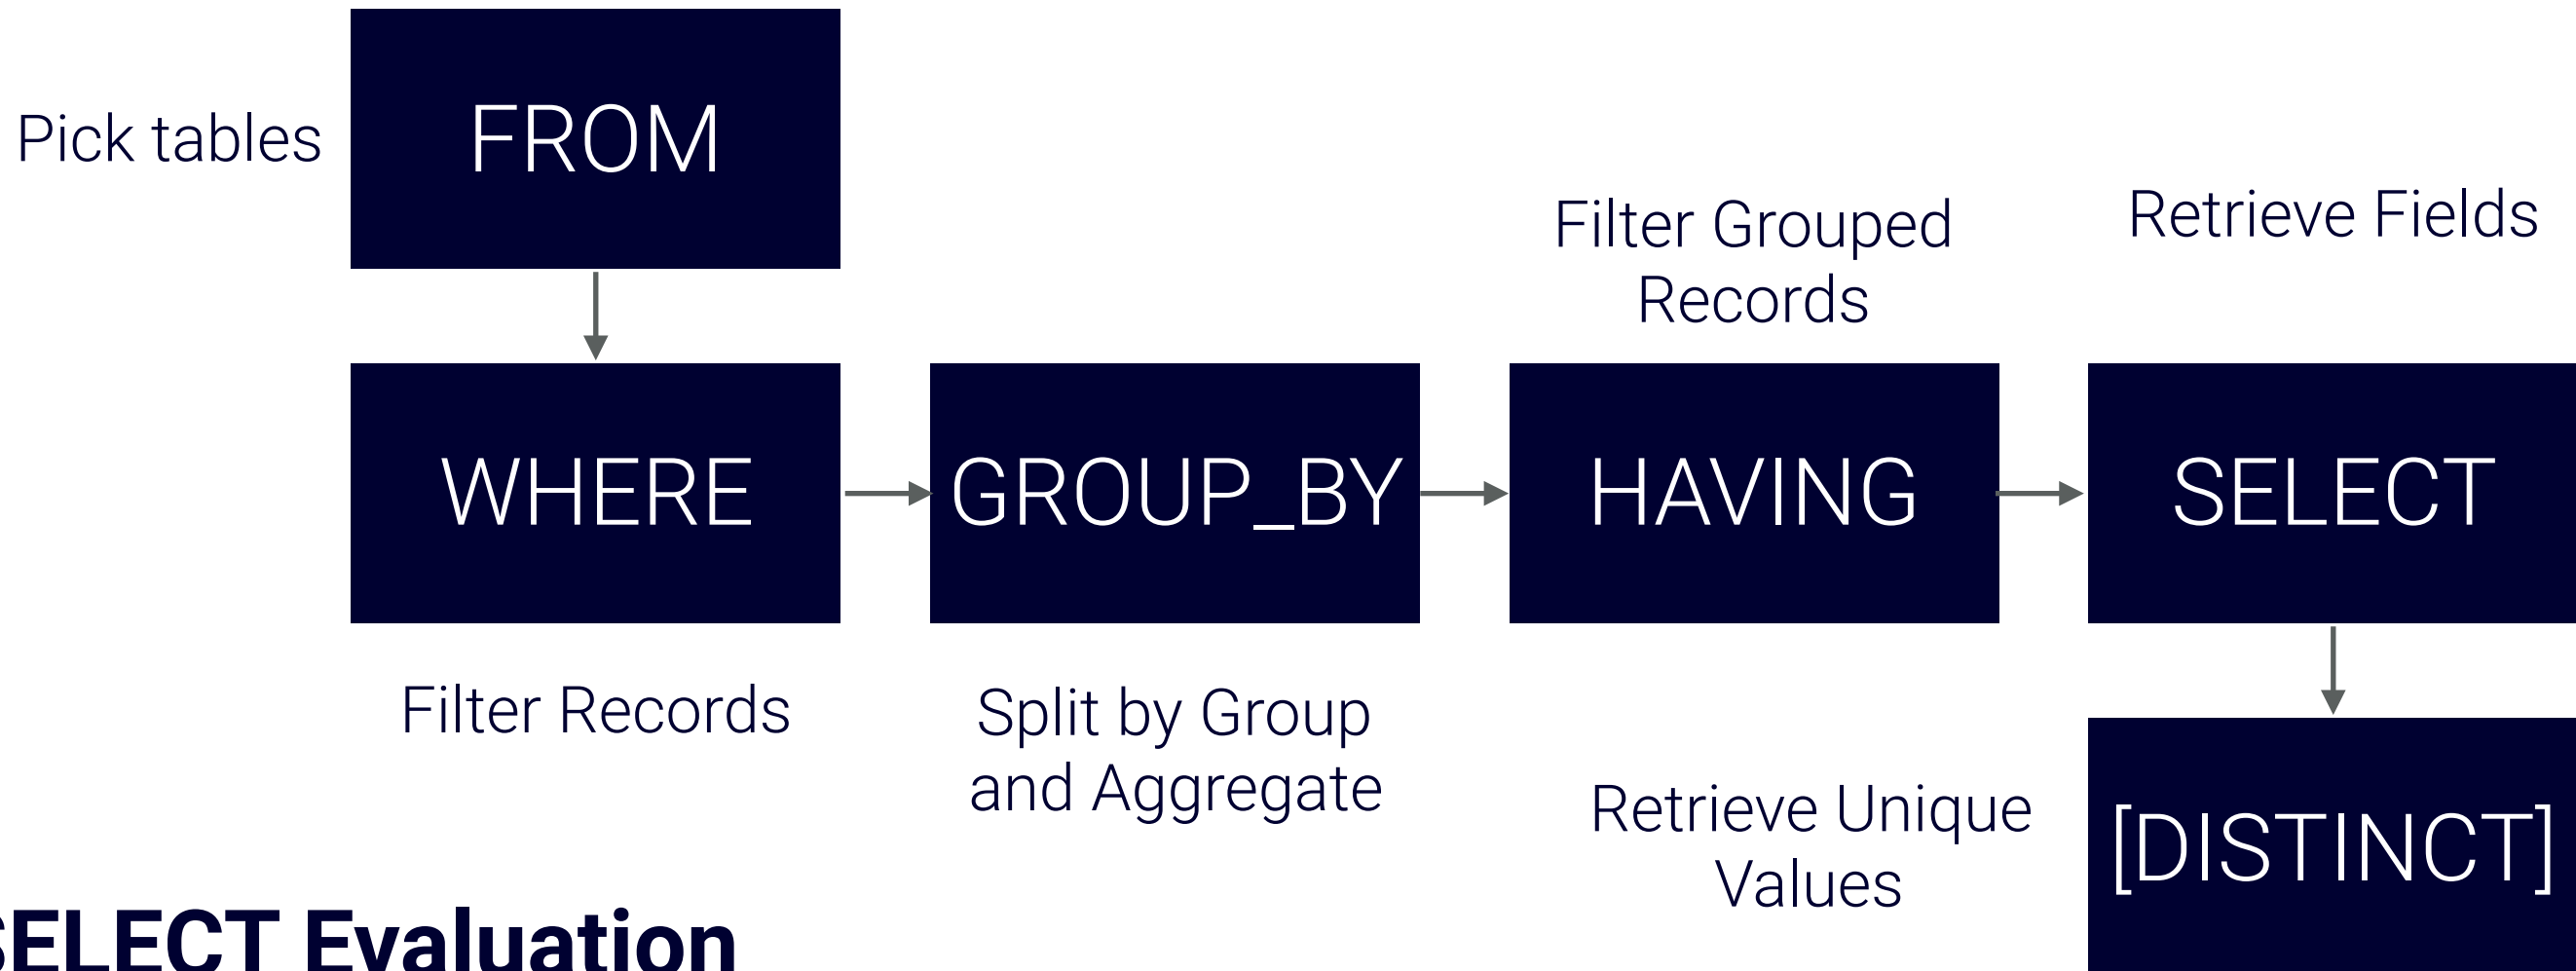 Pick tables
FROM
Filter Grouped
Records
Retrieve Fields
WHERE
GROUP_BY
HAVING
SELECT
Filter Records
Split by Group
and Aggregate
Retrieve Unique
Values
[DISTINCT]
SELECT Evaluation